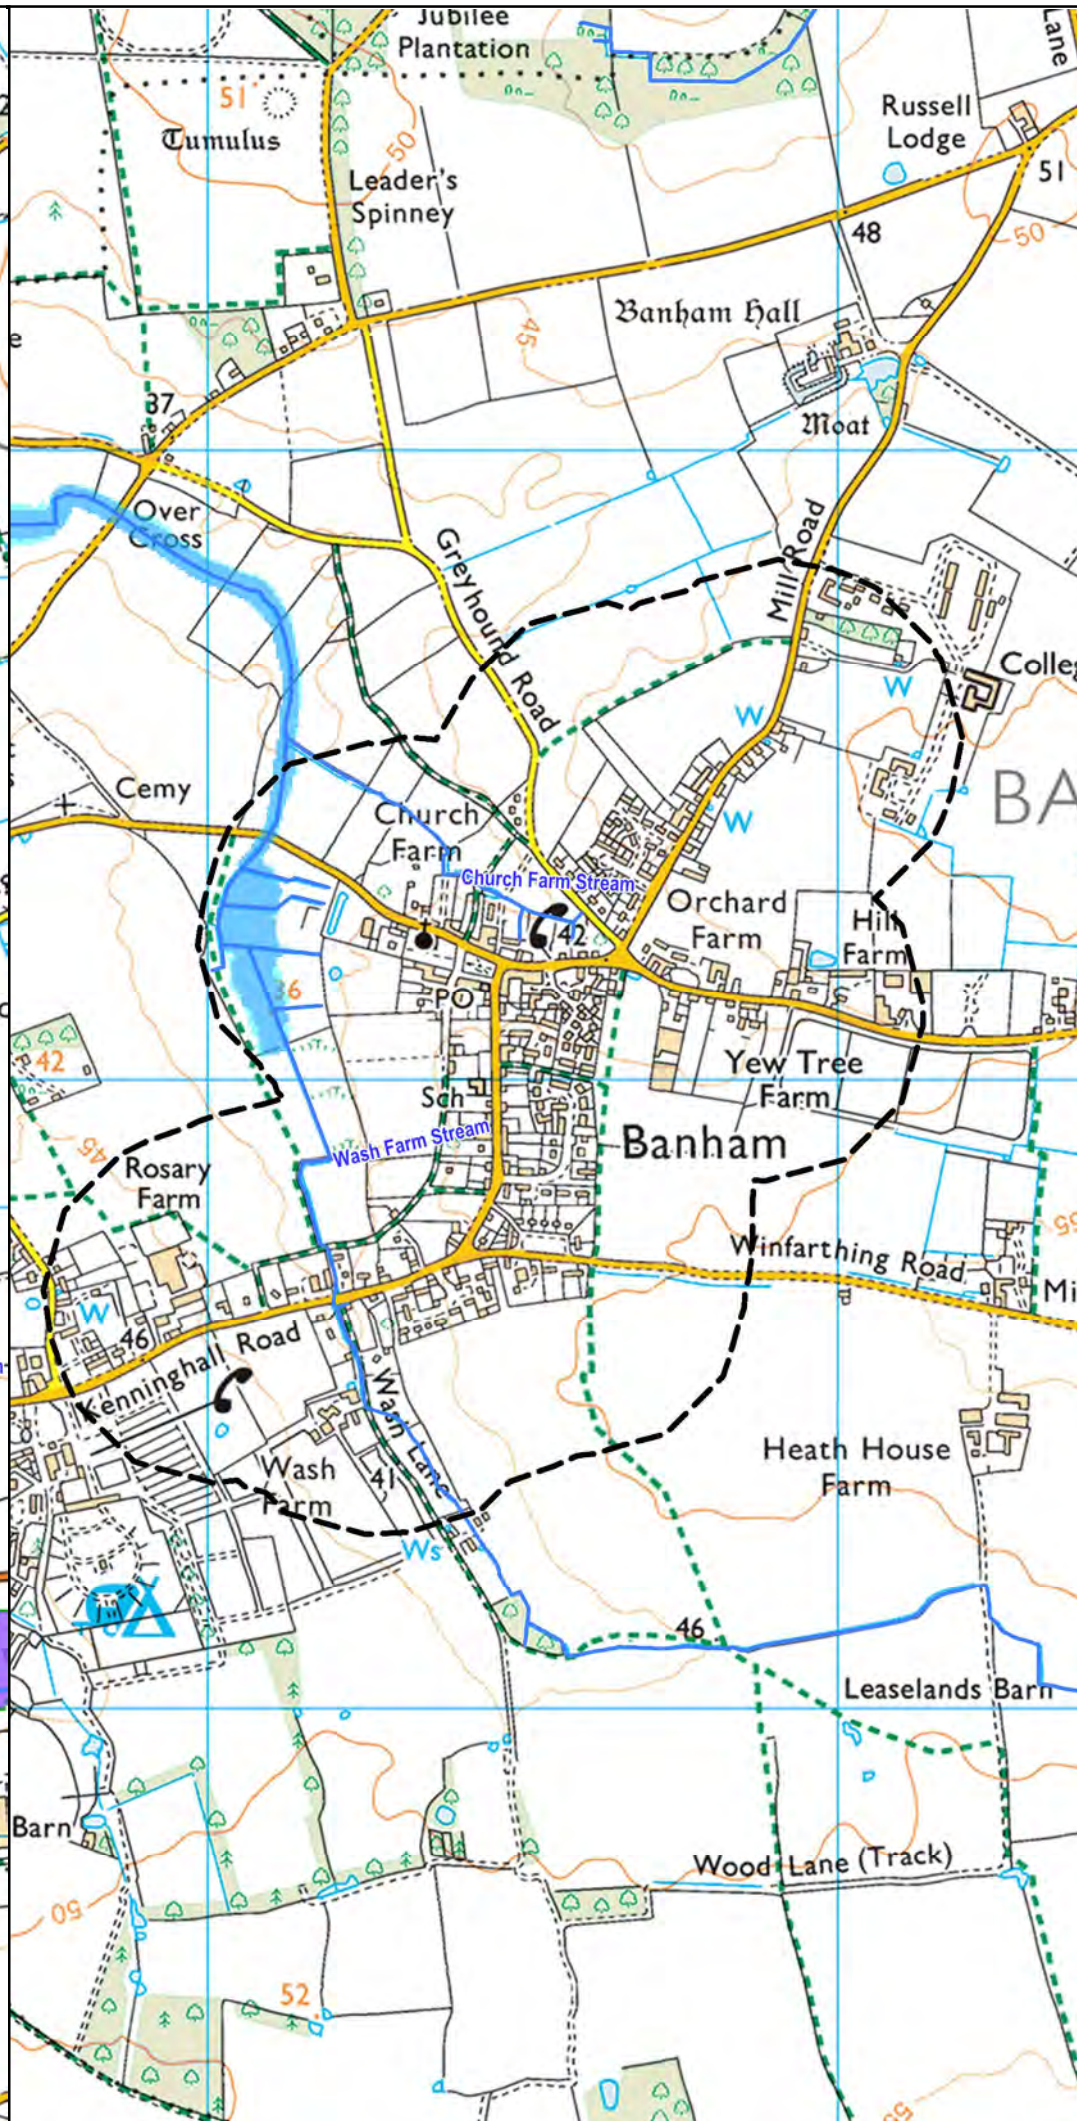 Jubilee
Plantation
Lane
51
Tumulus
50
Russell
Lodge
51
Leader's
Spinney
48
50
Banham Hall
45
37
Moat
Over
Cross
Greyhound Road
Mill Road
W
W
W
Cemy
Church
Farm
Church Farm Stream
42
Orchard
Farm
Hill
Farm
BA
PO
42
Yew Tree
Farm
Sch
Wash Farm Stream
Banham
45
Rosary
Farm
55
Winfarthing Road
W
46
Kenninghall Road
Wash Lane
Wash
Farm
41
Heath House
Farm
Ws
46
Leaselands Barn
Barn
Wood Lane (Track)
50
52